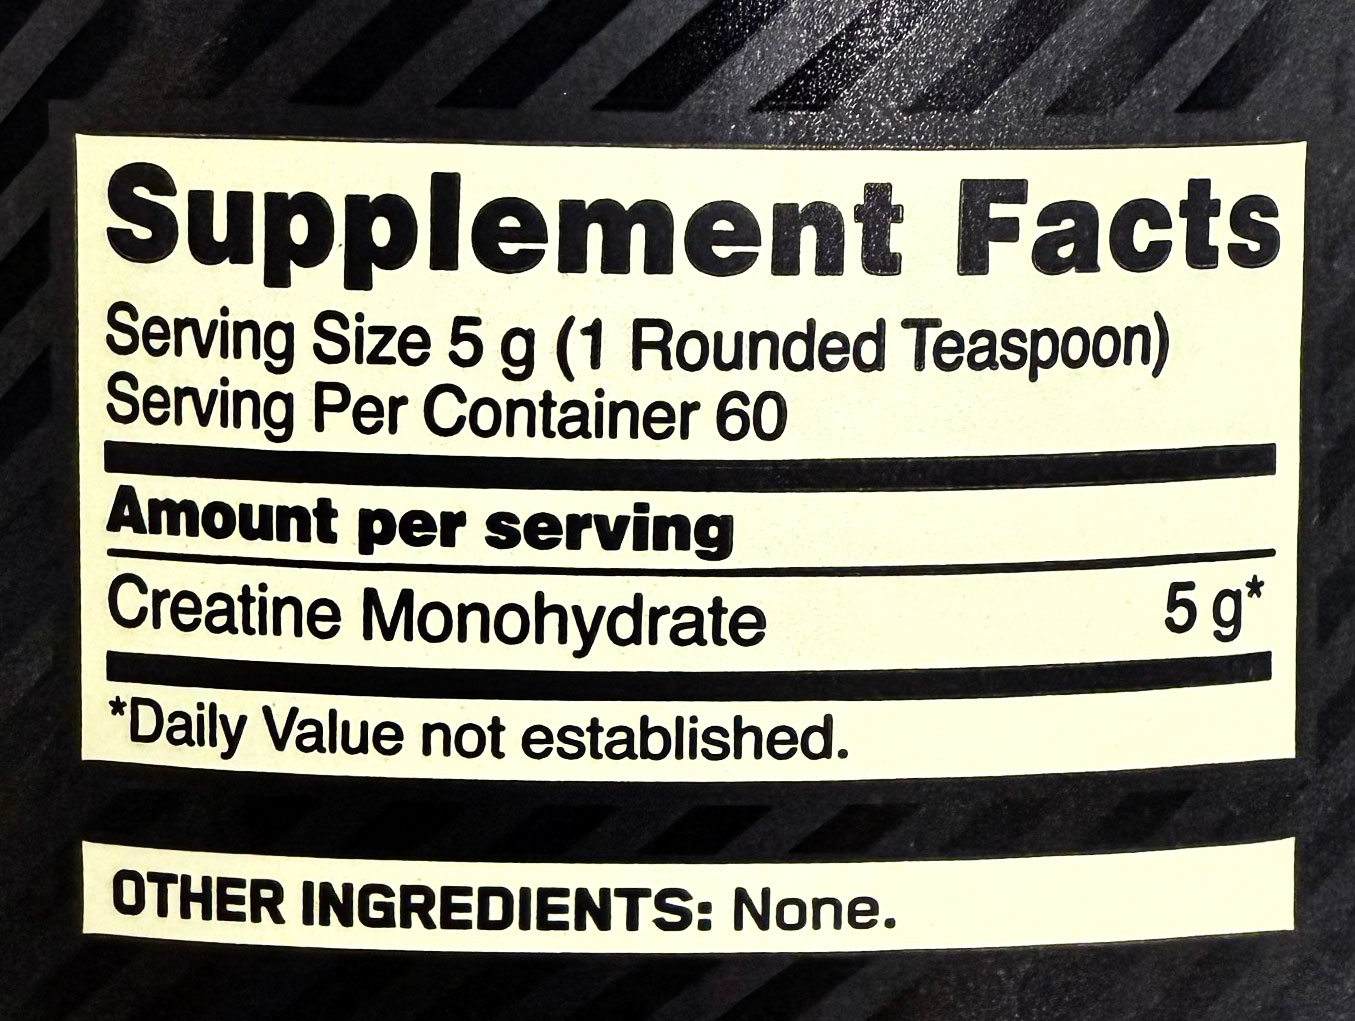 Supplement Facts
Serving Size 5 g (1 Rounded Teaspoon)
Serving Per Container 60
Amount per serving
Creatine Monohydrate 5 g*
*Daily Value not established.
OTHER INGREDIENTS: None.